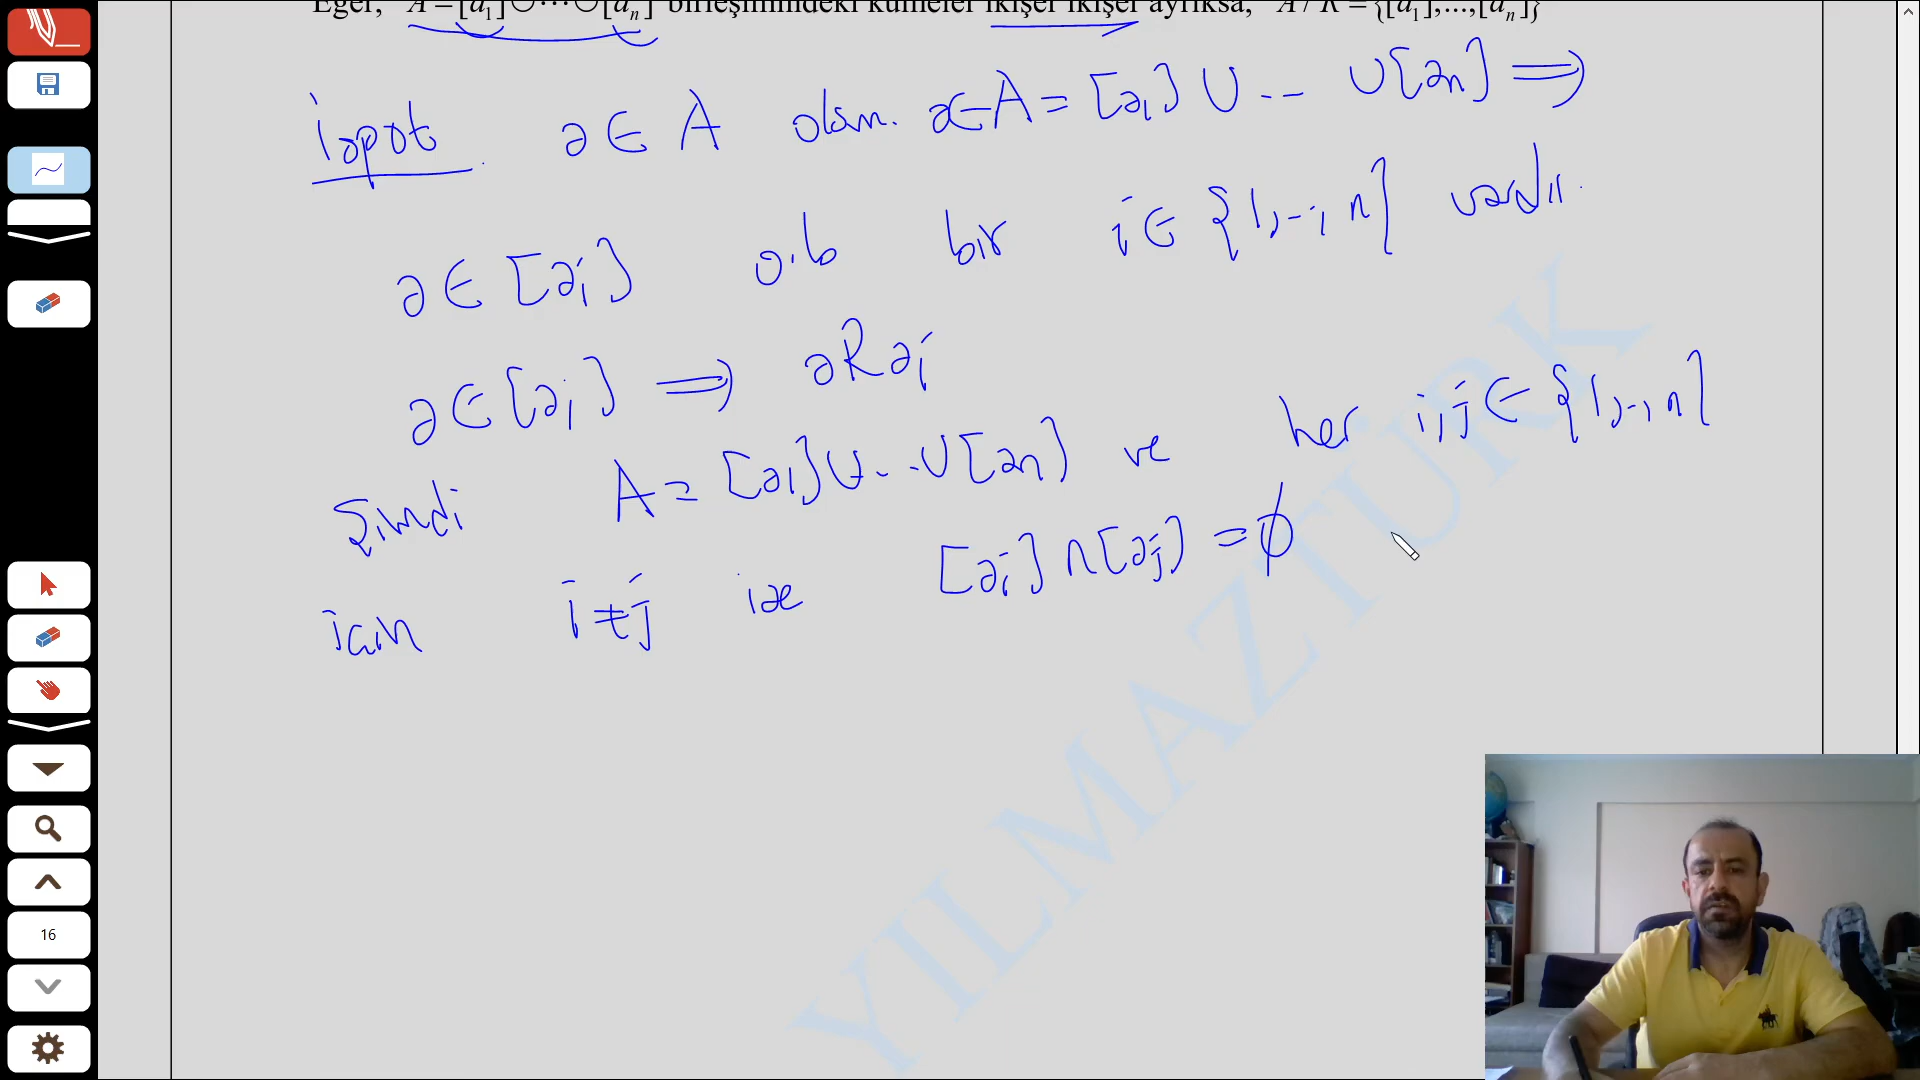 Eğer, A = [a₁]∪⋯∪[aₙ] birleşimindeki kümeler ikişer ikişer ayrıksa, A / R = {[a₁],...,[aₙ]}
İspat a ∈ A olsun. a ∈ A = [a₁] ∪ .. ∪[aₙ] ⟹
a ∈ [aᵢ] o.b bir i ∈ {1,-,n} vardır.
a ∈ [aᵢ] ⟹ aRaᵢ
Şimdi A = [a₁]∪..∪[aₙ] ve her i,j ∈ {1,-,n}
için i ≠ j ise [aᵢ] ∩ [aⱼ] = ∅
YILMAZ TÜRK
16